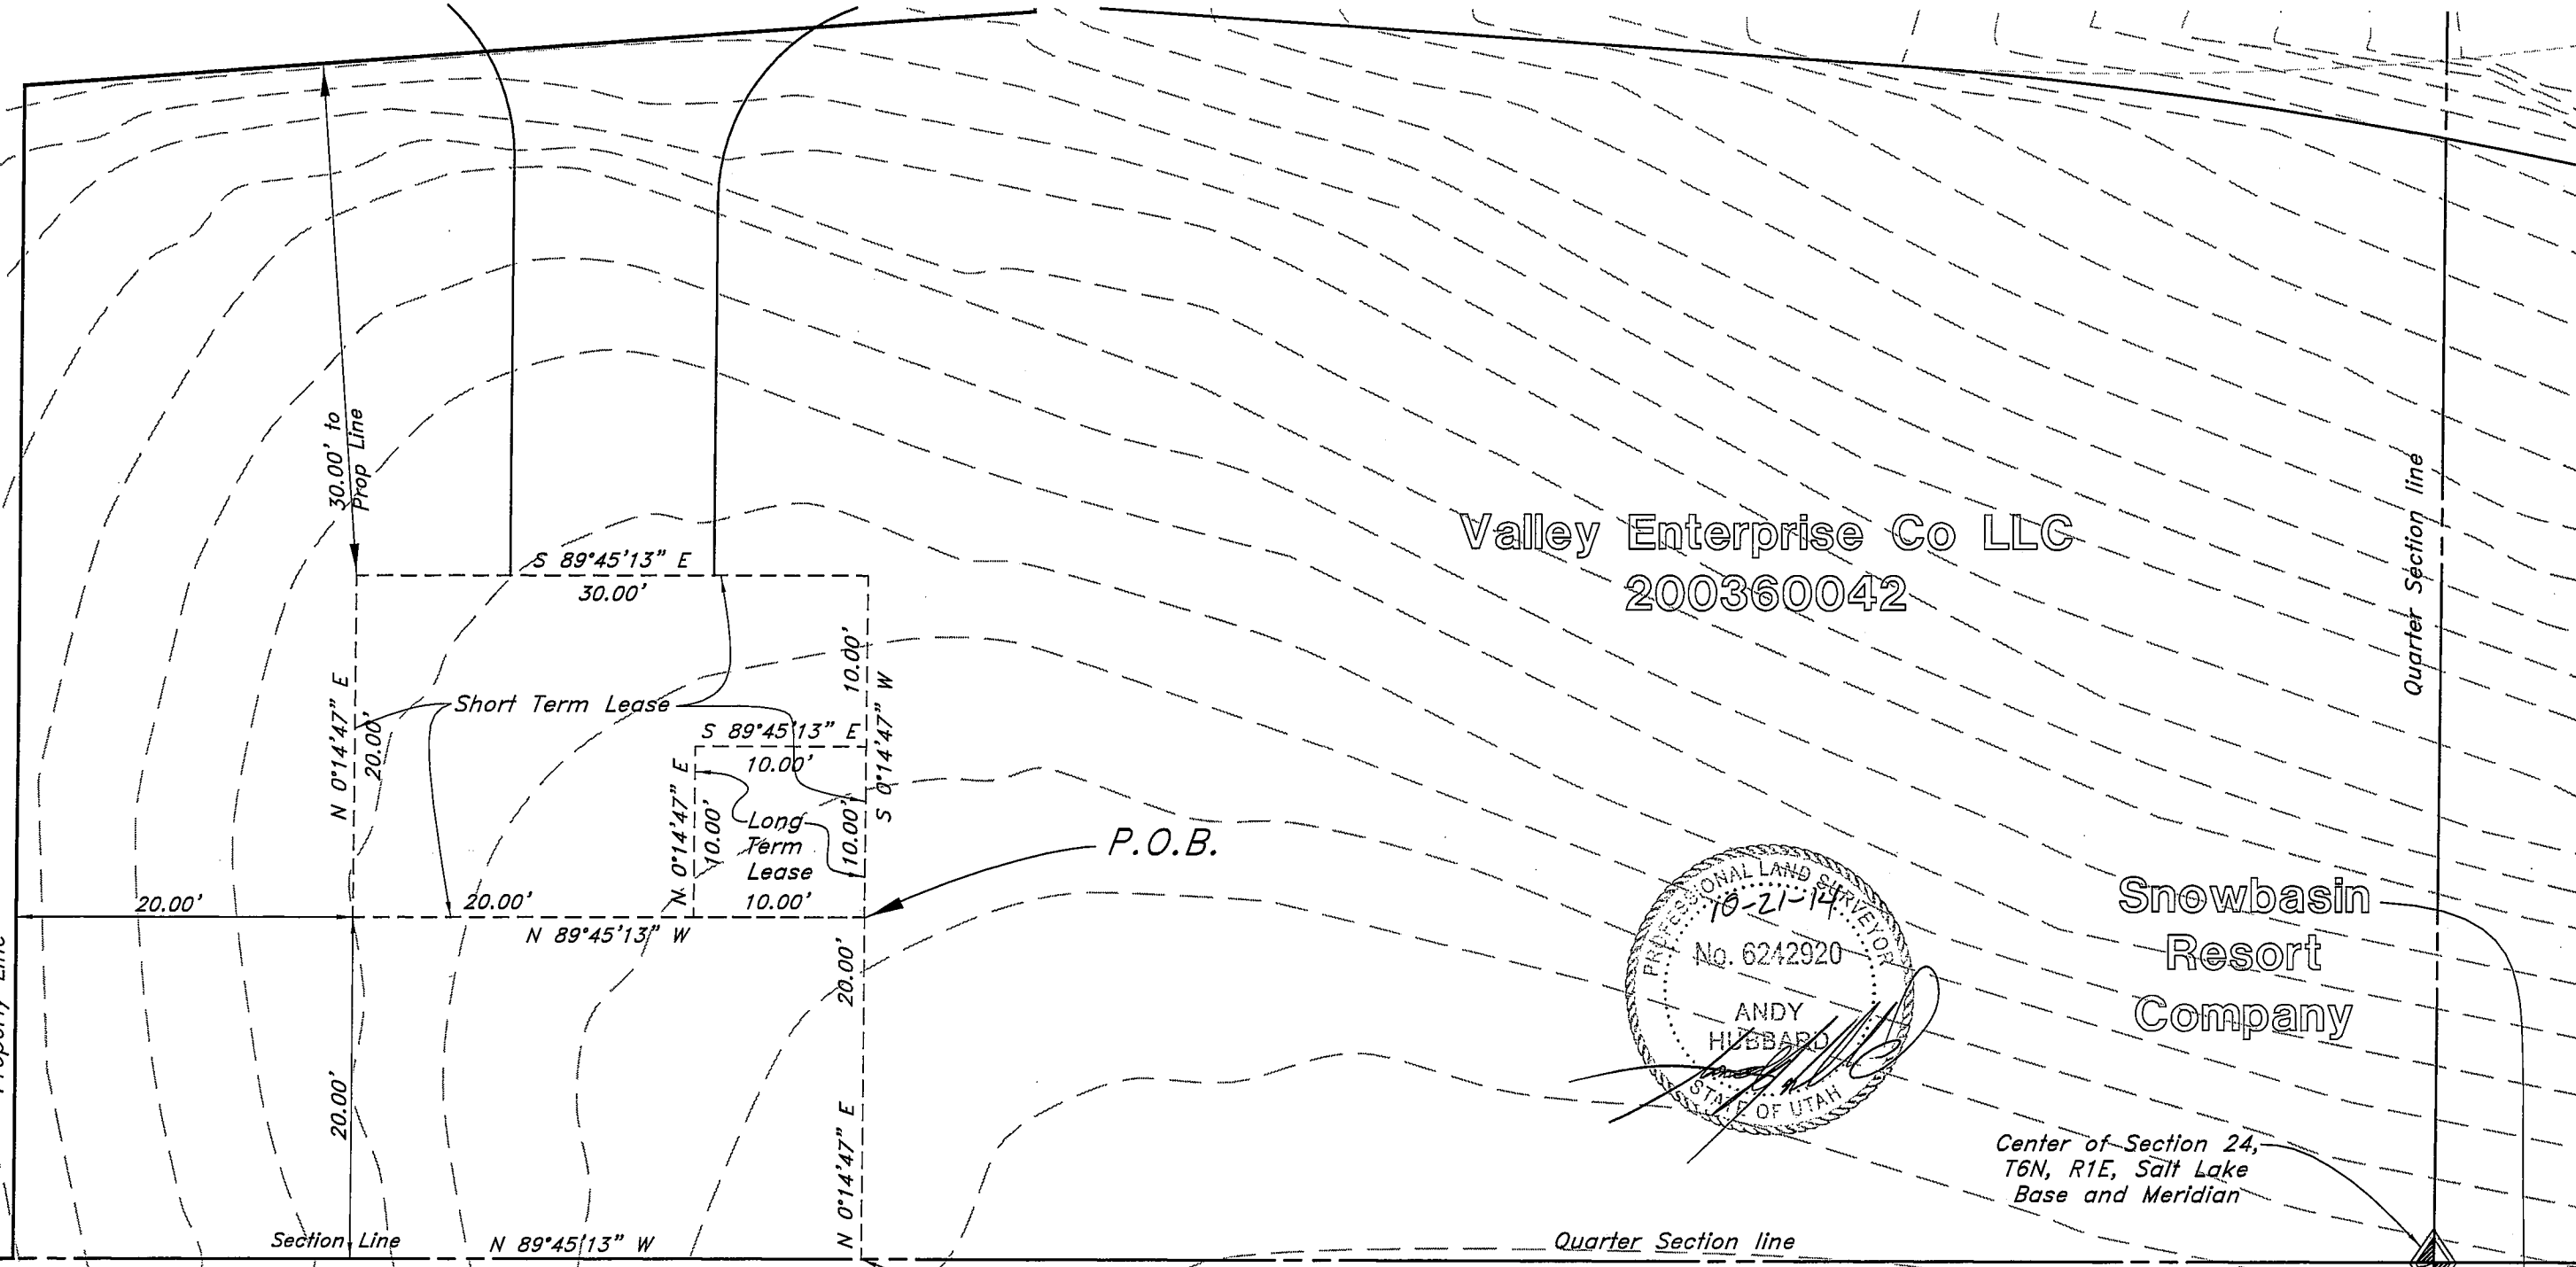 30.00' to
Prop Line
S 89°45'13" E
30.00'
N 0°14'47" E
20.00'
Short Term Lease
10.00'
S 0°14'47" W
S 89°45'13" E
10.00'
N 0°14'47" E
10.00'
Long
Term
Lease
10.00'
20.00'
20.00'
10.00'
N 89°45'13" W
P.O.B.
20.00'
20.00'
N 0°14'47" E
Property Line
Section Line
N 89°45'13" W
Quarter Section line
Valley Enterprise Co LLC
200360042
Quarter Section line
Snowbasin
Resort
Company
PROFESSIONAL LAND SURVEYOR
10-21-14
No. 6242920
ANDY
HUBBARD
STATE OF UTAH
Center of Section 24,
T6N, R1E, Salt Lake
Base and Meridian